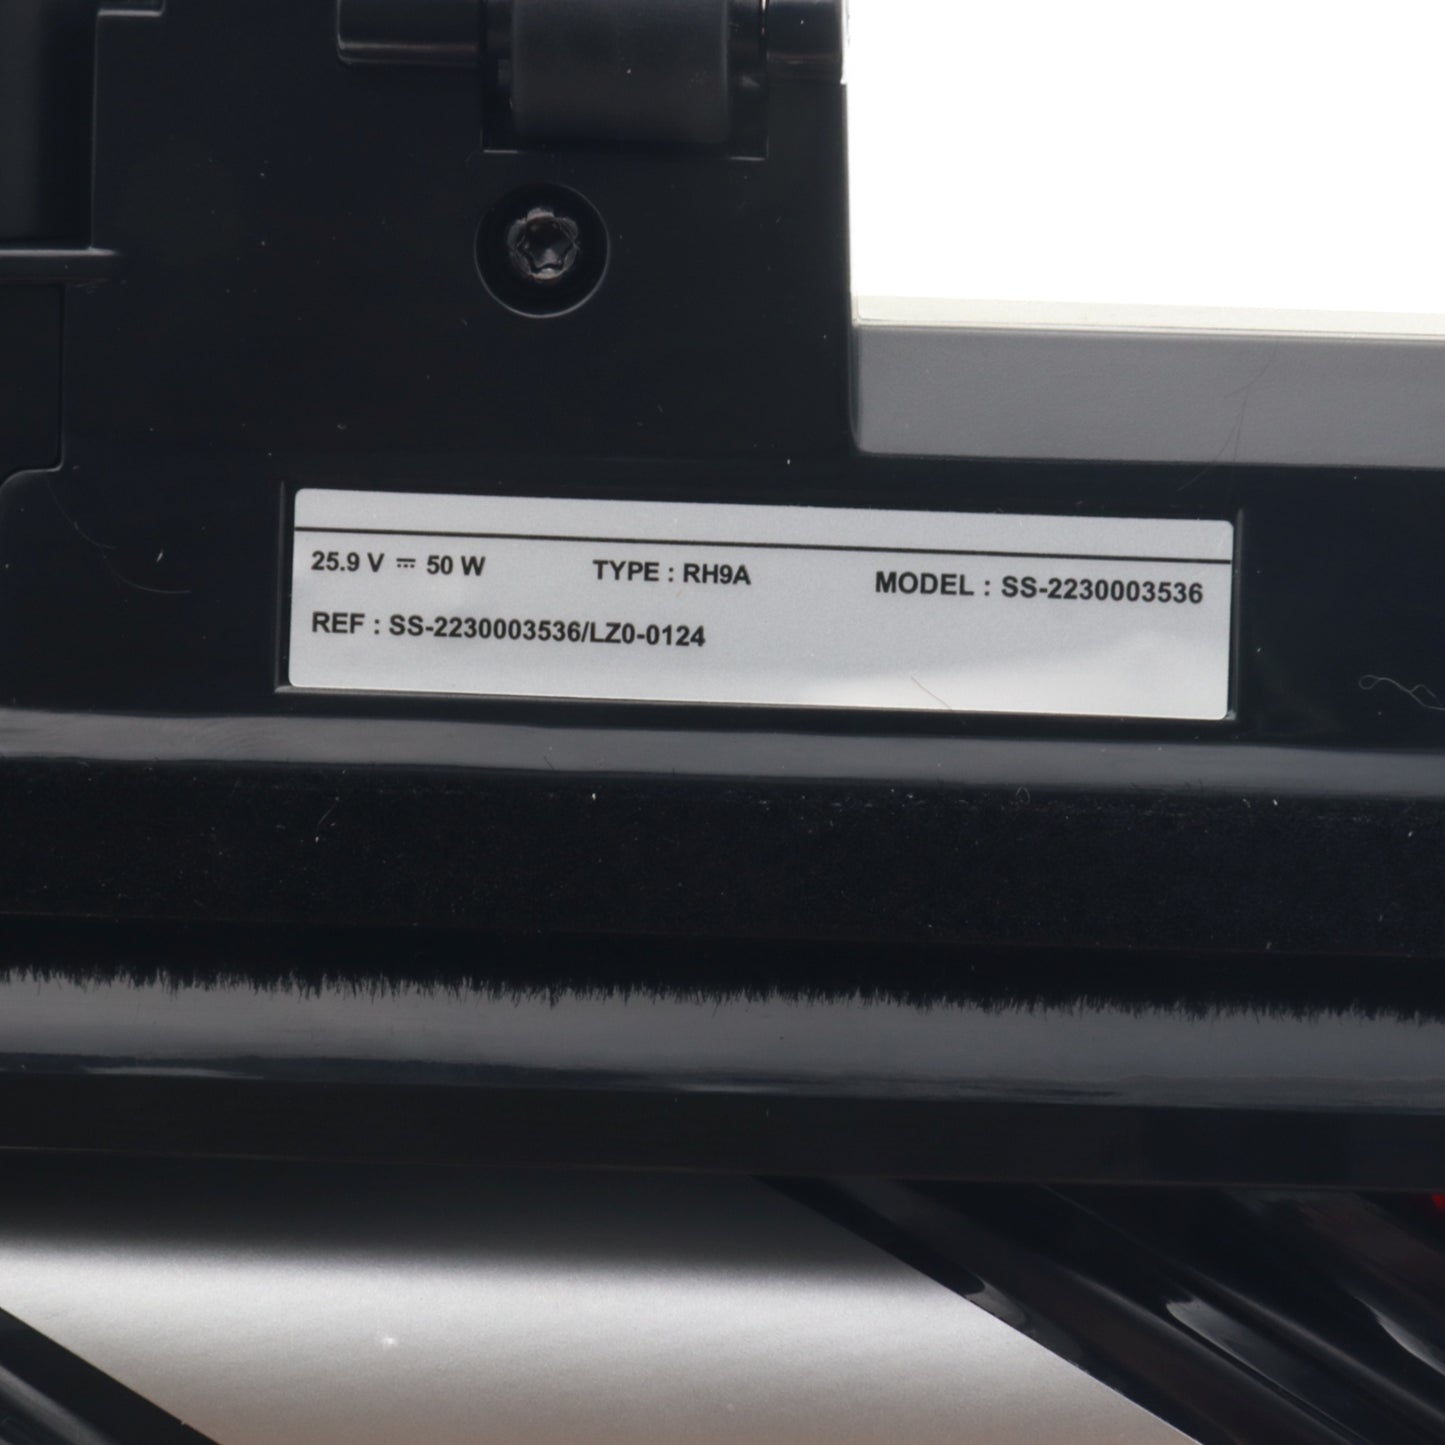 25.9 V ⎓ 50 W TYPE : RH9A MODEL : SS-2230003536
REF : SS-2230003536/LZ0-0124